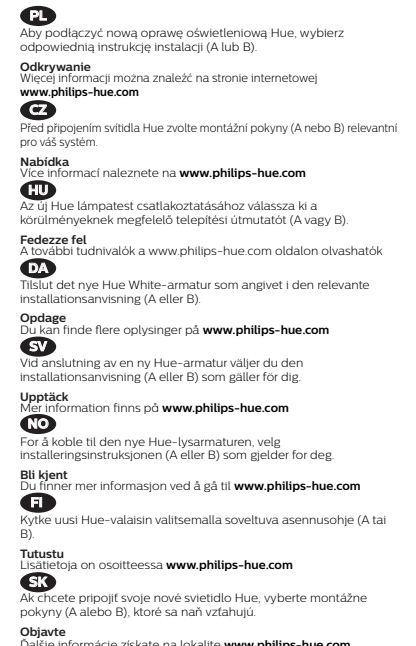 PL
Aby podłączyć nową oprawę oświetleniową Hue, wybierz
odpowiednią instrukcję instalacji (A lub B).
Odkrywanie
Więcej informacji można znaleźć na stronie internetowej
www.philips-hue.com
CZ
Před připojením svítidla Hue zvolte montážní pokyny (A nebo B) relevantní
pro váš systém.
Nabídka
Více informací naleznete na www.philips-hue.com
HU
Az új Hue lámpatest csatlakoztatásához válassza ki a
körülményeknek megfelelő telepítési útmutatót (A vagy B).
Fedezze fel
A további tudnivalók a www.philips-hue.com oldalon olvashatók
DA
Tilslut det nye Hue White-armatur som angivet i den relevante
installationsanvisning (A eller B).
Opdage
Du kan finde flere oplysinger på www.philips-hue.com
SV
Vid anslutning av en ny Hue-armatur väljer du den
installationsanvisning (A eller B) som gäller för dig.
Upptäck
Mer information finns på www.philips-hue.com
NO
For å koble til den nye Hue-lysarmaturen, velg
installeringsinstruksjonen (A eller B) som gjelder for deg.
Bli kjent
Du finner mer informasjon ved å gå til www.philips-hue.com
FI
Kytke uusi Hue-valaisin valitsemalla soveltuva asennusohje (A tai
B).
Tutustu
Lisätietoja on osoitteessa www.philips-hue.com
SK
Ak chcete pripojiť svoje nové svietidlo Hue, vyberte montážne
pokyny (A alebo B), ktoré sa naň vzťahujú.
Objavte
Ďalšie informácie získate na lokalite www.philips-hue.com